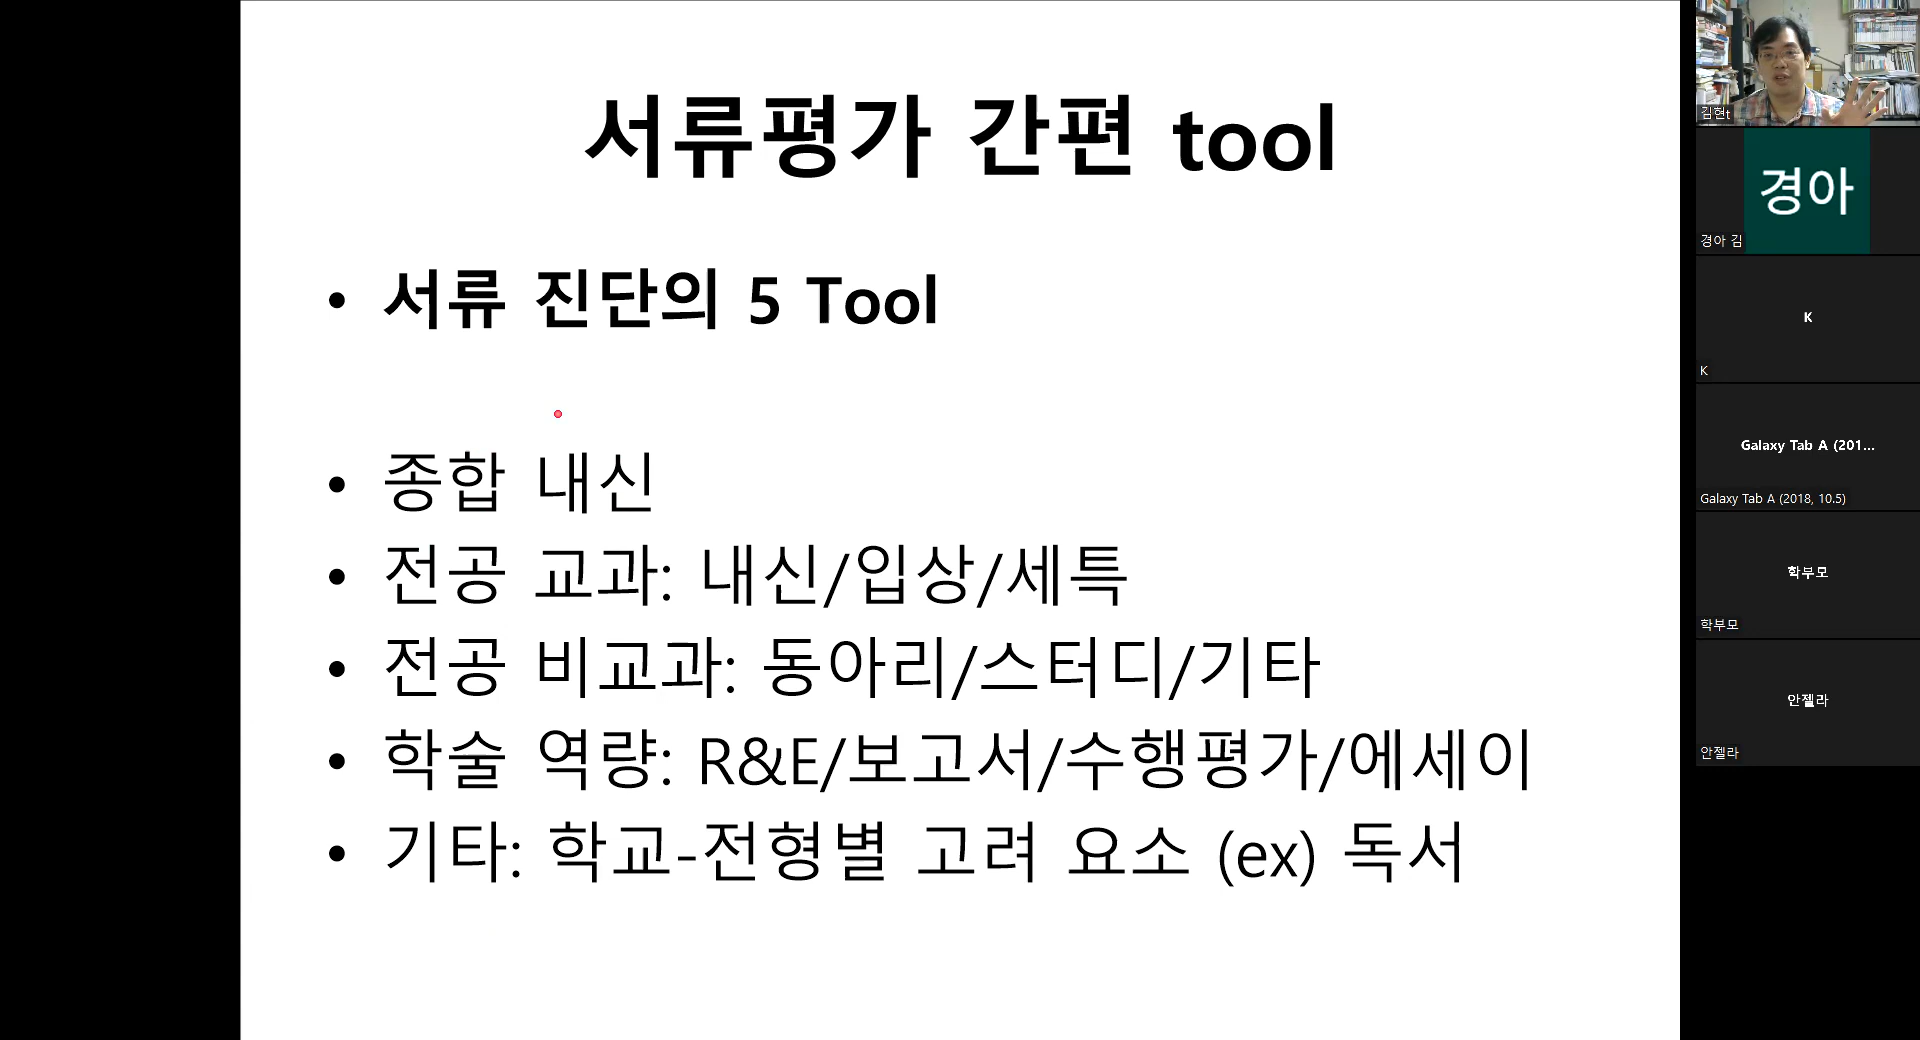 서류평가 간편 tool
• 서류 진단의 5 Tool
• 종합 내신
• 전공 교과: 내신/입상/세특
• 전공 비교과: 동아리/스터디/기타
• 학술 역량: R&E/보고서/수행평가/에세이
• 기타: 학교-전형별 고려 요소 (ex) 독서
김현t
경아
경아 김
K
K
Galaxy Tab A (201...
Galaxy Tab A (2018, 10.5)
학부모
학부모
안젤라
안젤라